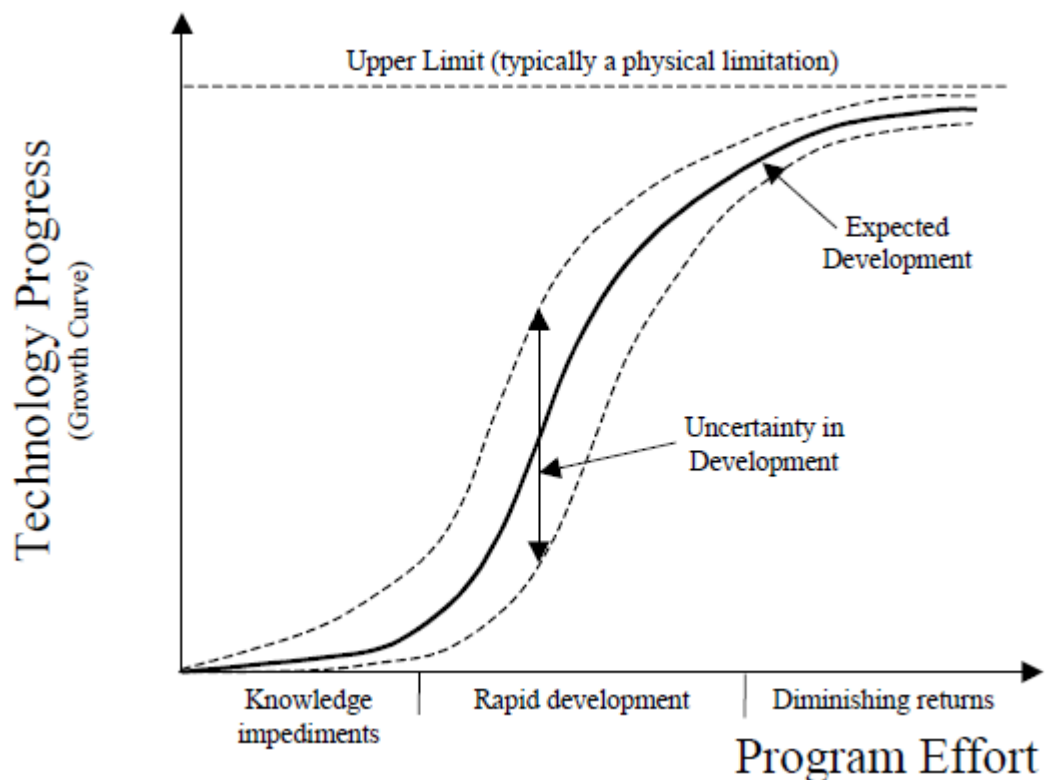 Upper Limit (typically a physical limitation)
Technology Progress
(Growth Curve)
Expected
Development
Uncertainty in
Development
Knowledge
impediments
Rapid development
Diminishing returns
Program Effort